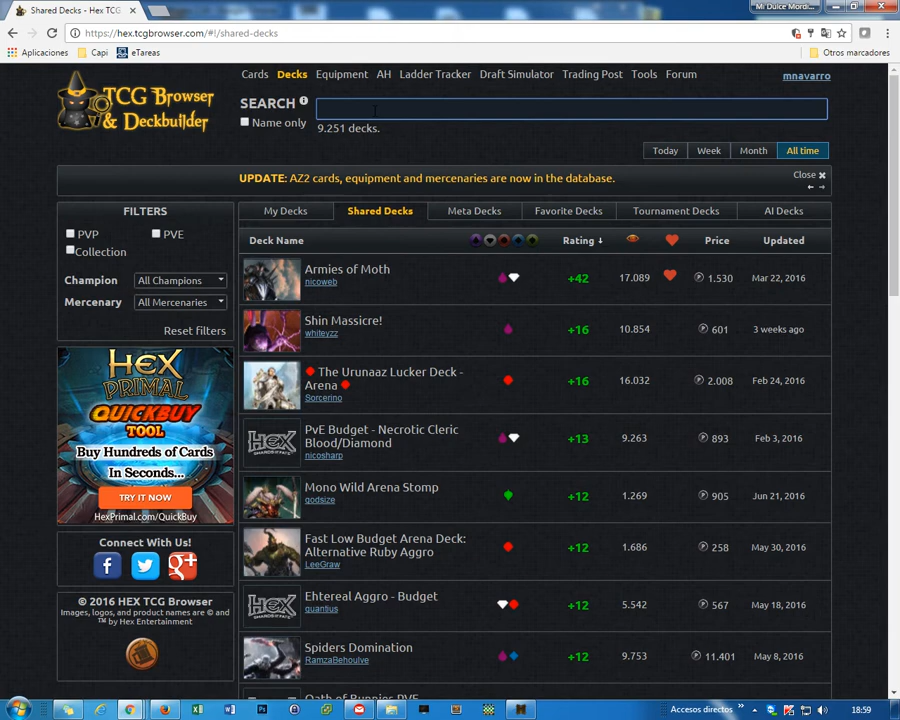 Shared Decks - Hex TCG
Mi Dulce Mordi...
https://hex.tcgbrowser.com/#!/shared-decks
Aplicaciones
Capi
eTareas
Otros marcadores
TCG Browser
& Deckbuilder
Cards
Decks
Equipment
AH
Ladder Tracker
Draft Simulator
Trading Post
Tools
Forum
mnavarro
SEARCH
Name only
9.251 decks.
Today
Week
Month
All time
UPDATE: AZ2 cards, equipment and mercenaries are now in the database.
Close
FILTERS
PVP
PVE
Collection
Champion
All Champions
Mercenary
All Mercenaries
Reset filters
HEX
PRIMAL
QUICKBUY
TOOL
Buy Hundreds of Cards
In Seconds...
TRY IT NOW
HexPrimal.com/QuickBuy
Connect With Us!
© 2016 HEX TCG Browser
Images, logos, and product names are © and
™ by Hex Entertainment
My Decks
Shared Decks
Meta Decks
Favorite Decks
Tournament Decks
AI Decks
Deck Name
Rating ↓
Price
Updated
Armies of Moth
nicoweb
+42
17.089
1.530
Mar 22, 2016
Shin Massicre!
whiteyzz
+16
10.854
601
3 weeks ago
The Urunaaz Lucker Deck -
Arena
Sorcerino
+16
16.032
2.008
Feb 24, 2016
HEX
PvE Budget - Necrotic Cleric
Blood/Diamond
nicosharp
+13
9.263
893
Feb 3, 2016
Mono Wild Arena Stomp
godsize
+12
1.269
905
Jun 21, 2016
Fast Low Budget Arena Deck:
Alternative Ruby Aggro
LeeGraw
+12
1.686
258
May 30, 2016
HEX
Ehtereal Aggro - Budget
quantius
+12
5.542
567
May 18, 2016
Spiders Domination
RamzaBehoulve
+12
9.753
11.401
May 8, 2016
Oath of Bunnies PVE
Accesos directos
18:59